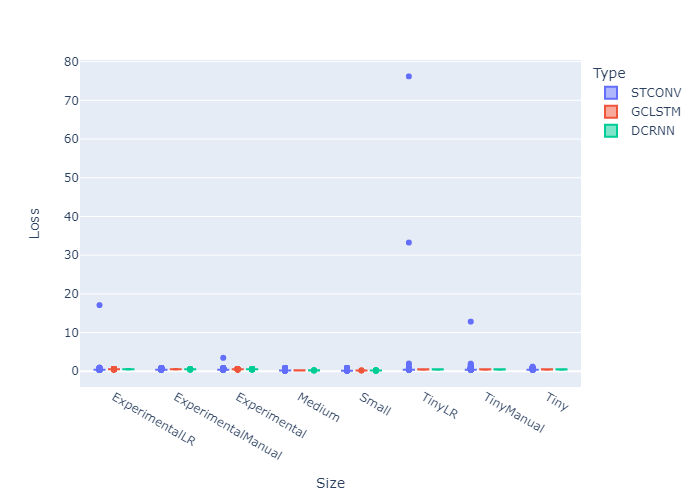 80
70
60
50
40
30
20
10
0
Loss
ExperimentalLR
ExperimentalManual
Experimental
Medium
Small
TinyLR
TinyManual
Tiny
Size
Type
STCONV
GCLSTM
DCRNN